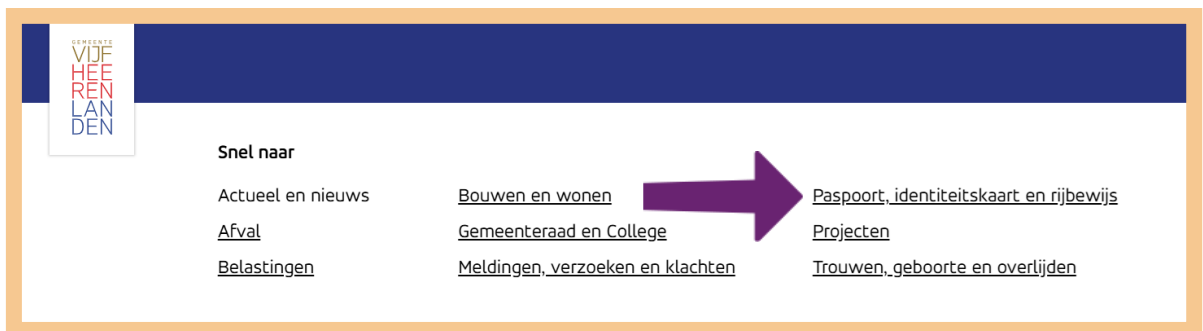 GEMEENTE
VIJF
HEE
REN
LAN
DEN
Snel naar
Actueel en nieuws
Bouwen en wonen
Paspoort, identiteitskaart en rijbewijs
Afval
Gemeenteraad en College
Projecten
Belastingen
Meldingen, verzoeken en klachten
Trouwen, geboorte en overlijden